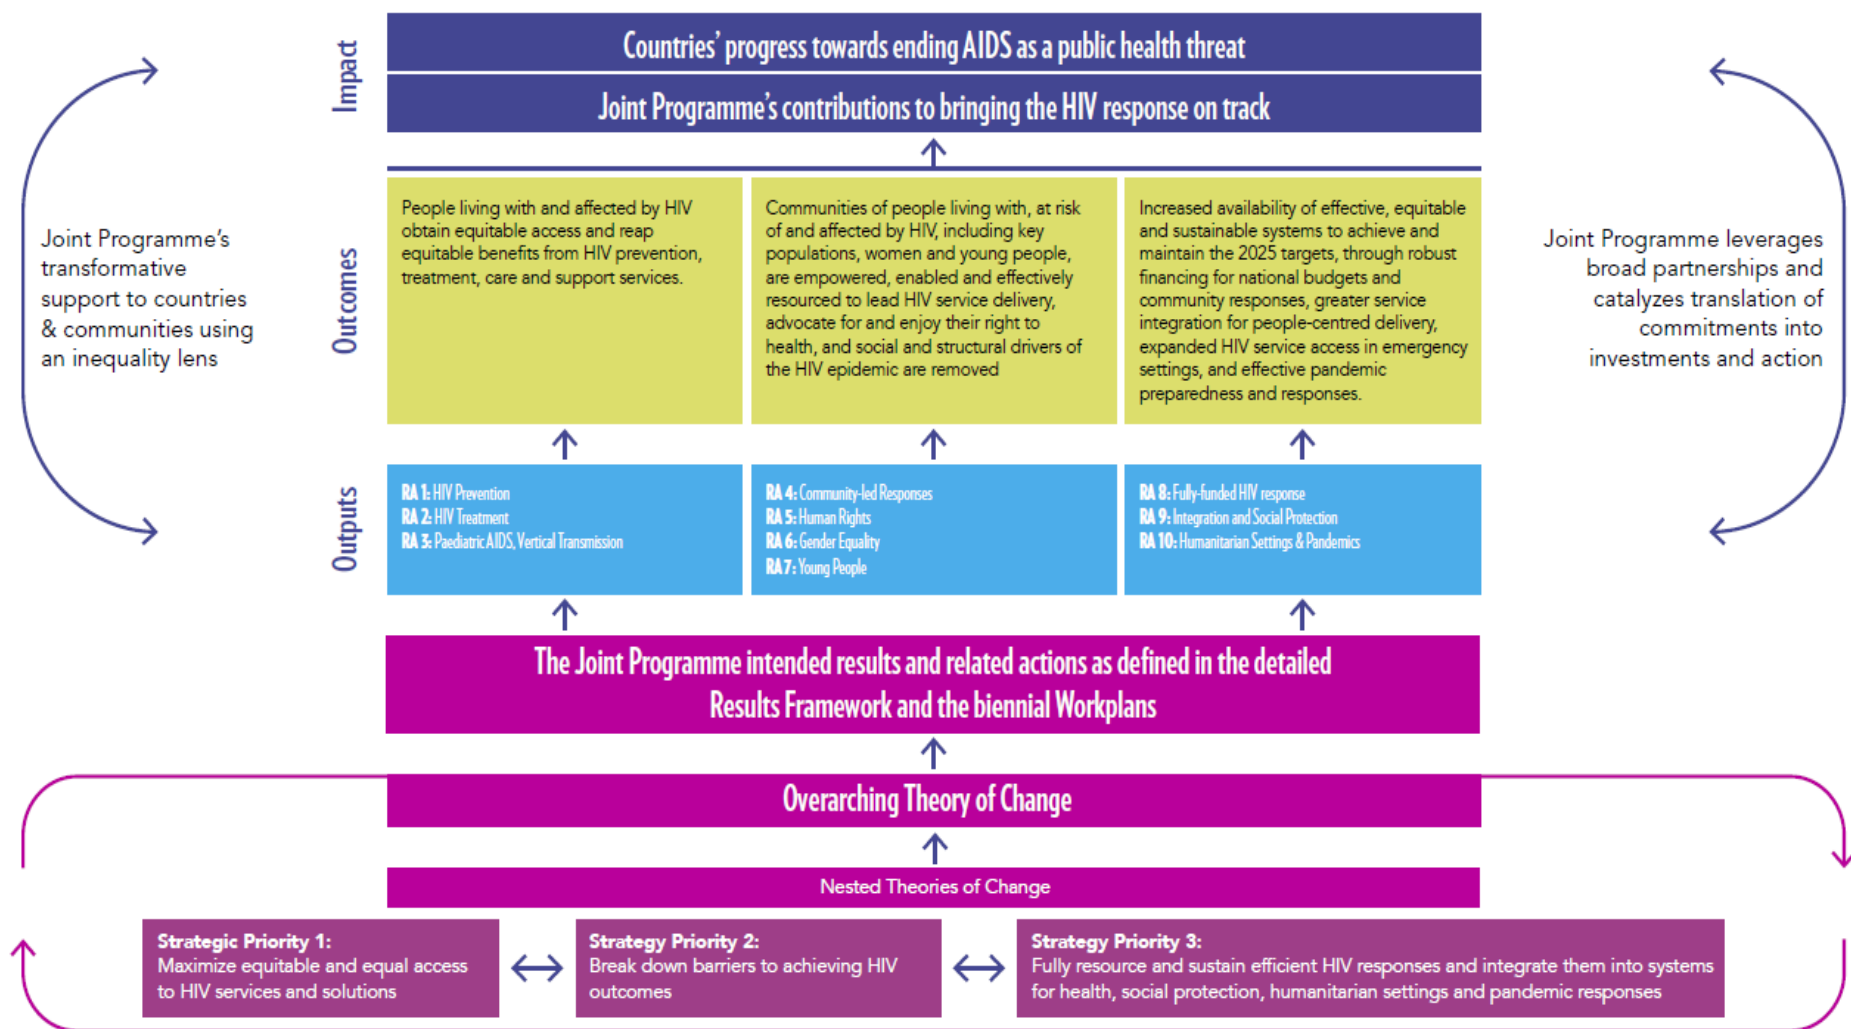 Impact
Countries’ progress towards ending AIDS as a public health threat
Joint Programme’s contributions to bringing the HIV response on track
Joint Programme’s
transformative
support to countries
& communities using
an inequality lens
Outcomes
People living with and affected by HIV
obtain equitable access and reap
equitable benefits from HIV prevention,
treatment, care and support services.
Communities of people living with, at risk
of and affected by HIV, including key
populations, women and young people,
are empowered, enabled and effectively
resourced to lead HIV service delivery,
advocate for and enjoy their right to
health, and social and structural drivers of
the HIV epidemic are removed
Increased availability of effective, equitable
and sustainable systems to achieve and
maintain the 2025 targets, through robust
financing for national budgets and
community responses, greater service
integration for people-centred delivery,
expanded HIV service access in emergency
settings, and effective pandemic
preparedness and responses.
Joint Programme leverages
broad partnerships and
catalyzes translation of
commitments into
investments and action
Outputs
RA 1: HIV Prevention
RA 2: HIV Treatment
RA 3: Paediatric AIDS, Vertical Transmission
RA 4: Community-led Responses
RA 5: Human Rights
RA 6: Gender Equality
RA 7: Young People
RA 8: Fully-funded HIV response
RA 9: Integration and Social Protection
RA 10: Humanitarian Settings & Pandemics
The Joint Programme intended results and related actions as defined in the detailed
Results Framework and the biennial Workplans
Overarching Theory of Change
Nested Theories of Change
Strategic Priority 1:
Maximize equitable and equal access
to HIV services and solutions
Strategy Priority 2:
Break down barriers to achieving HIV
outcomes
Strategy Priority 3:
Fully resource and sustain efficient HIV responses and integrate them into systems
for health, social protection, humanitarian settings and pandemic responses